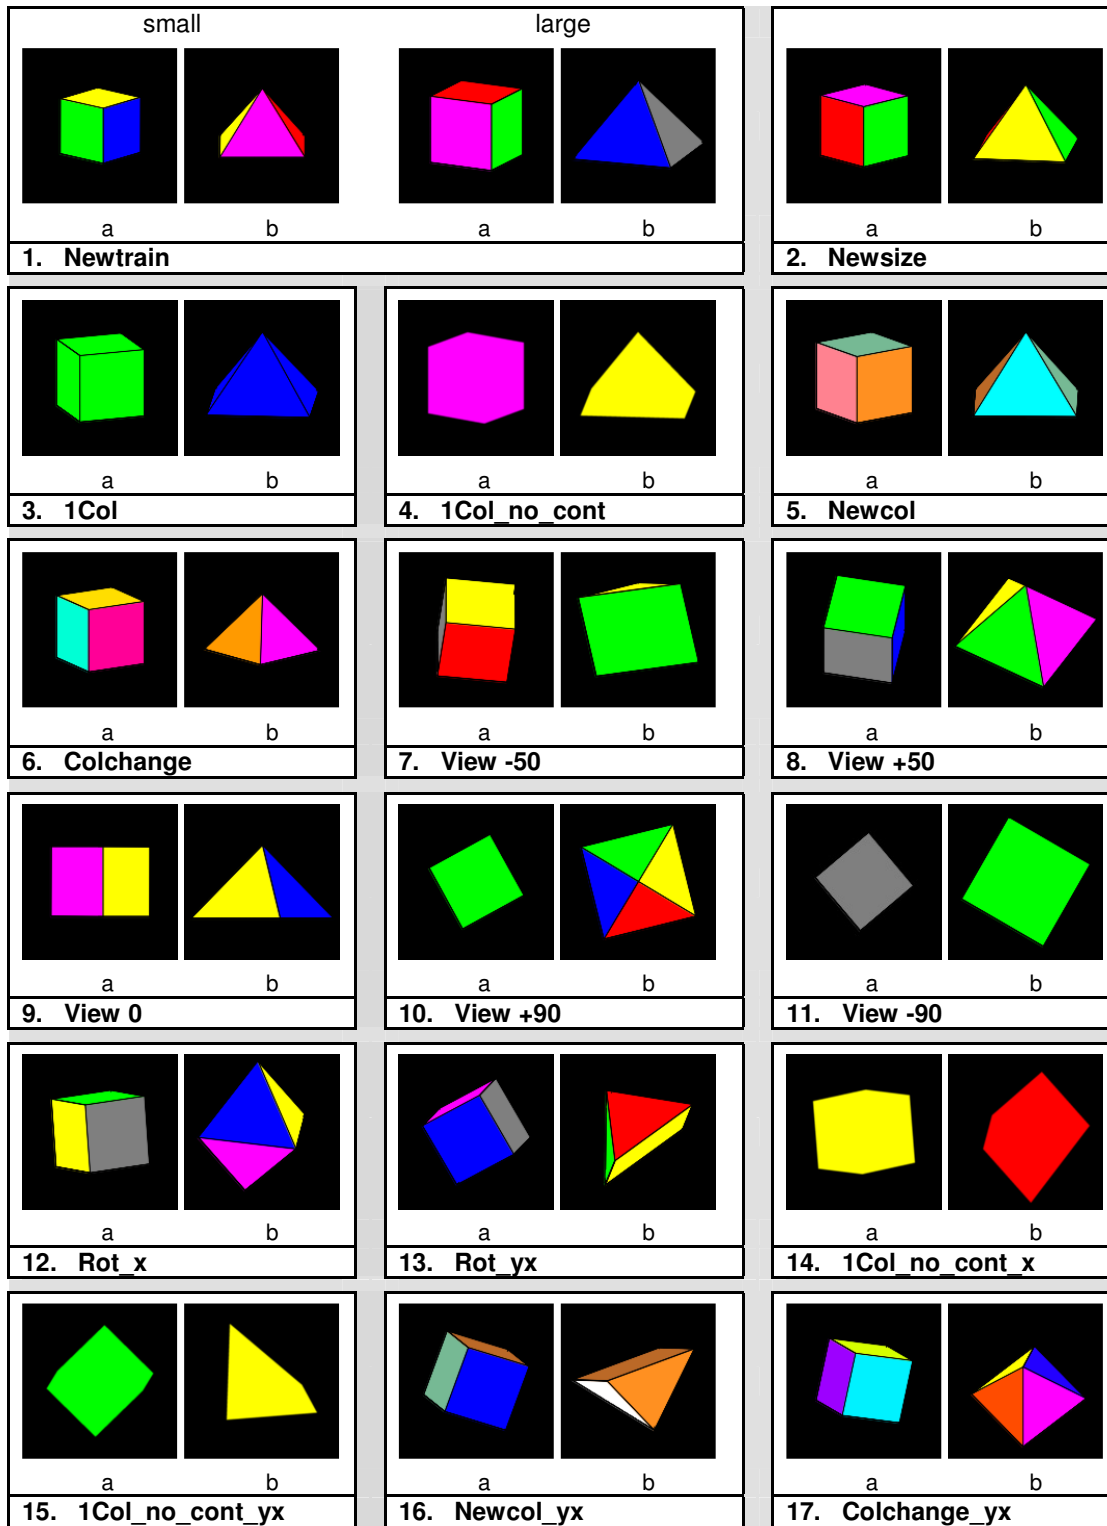 small large
a b a b
1. Newtrain
a b
2. Newsize
a b
3. 1Col
a b
4. 1Col_no_cont
a b
5. Newcol
a b
6. Colchange
a b
7. View -50
a b
8. View +50
a b
9. View 0
a b
10. View +90
a b
11. View -90
a b
12. Rot_x
a b
13. Rot_yx
a b
14. 1Col_no_cont_x
a b
15. 1Col_no_cont_yx
a b
16. Newcol_yx
a b
17. Colchange_yx